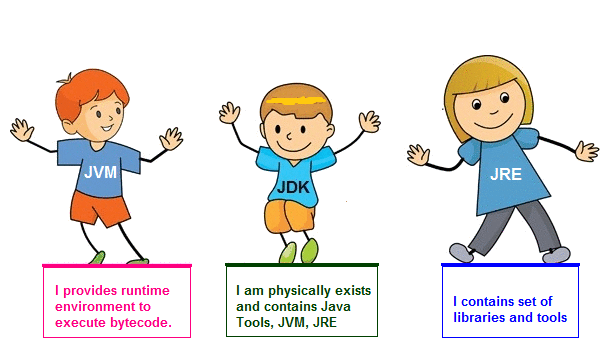 JVM
JDK
JRE
I provides runtime
environment to
execute bytecode.
I am physically exists
and contains Java
Tools, JVM, JRE
I contains set of
libraries and tools